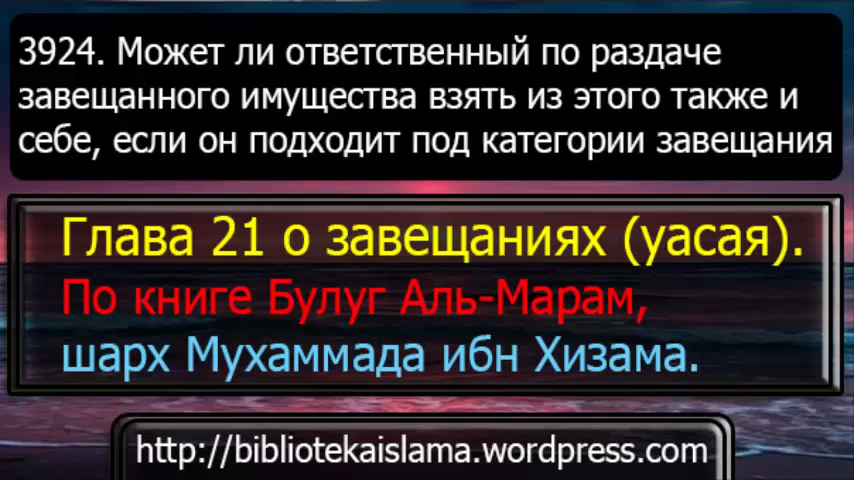 3924. Может ли ответственный по раздаче
завещанного имущества взять из этого также и
себе, если он подходит под категории завещания
Глава 21 о завещаниях (уасая).
По книге Булуг Аль-Марам,
шарх Мухаммада ибн Хизама.
http://bibliotekaislama.wordpress.com